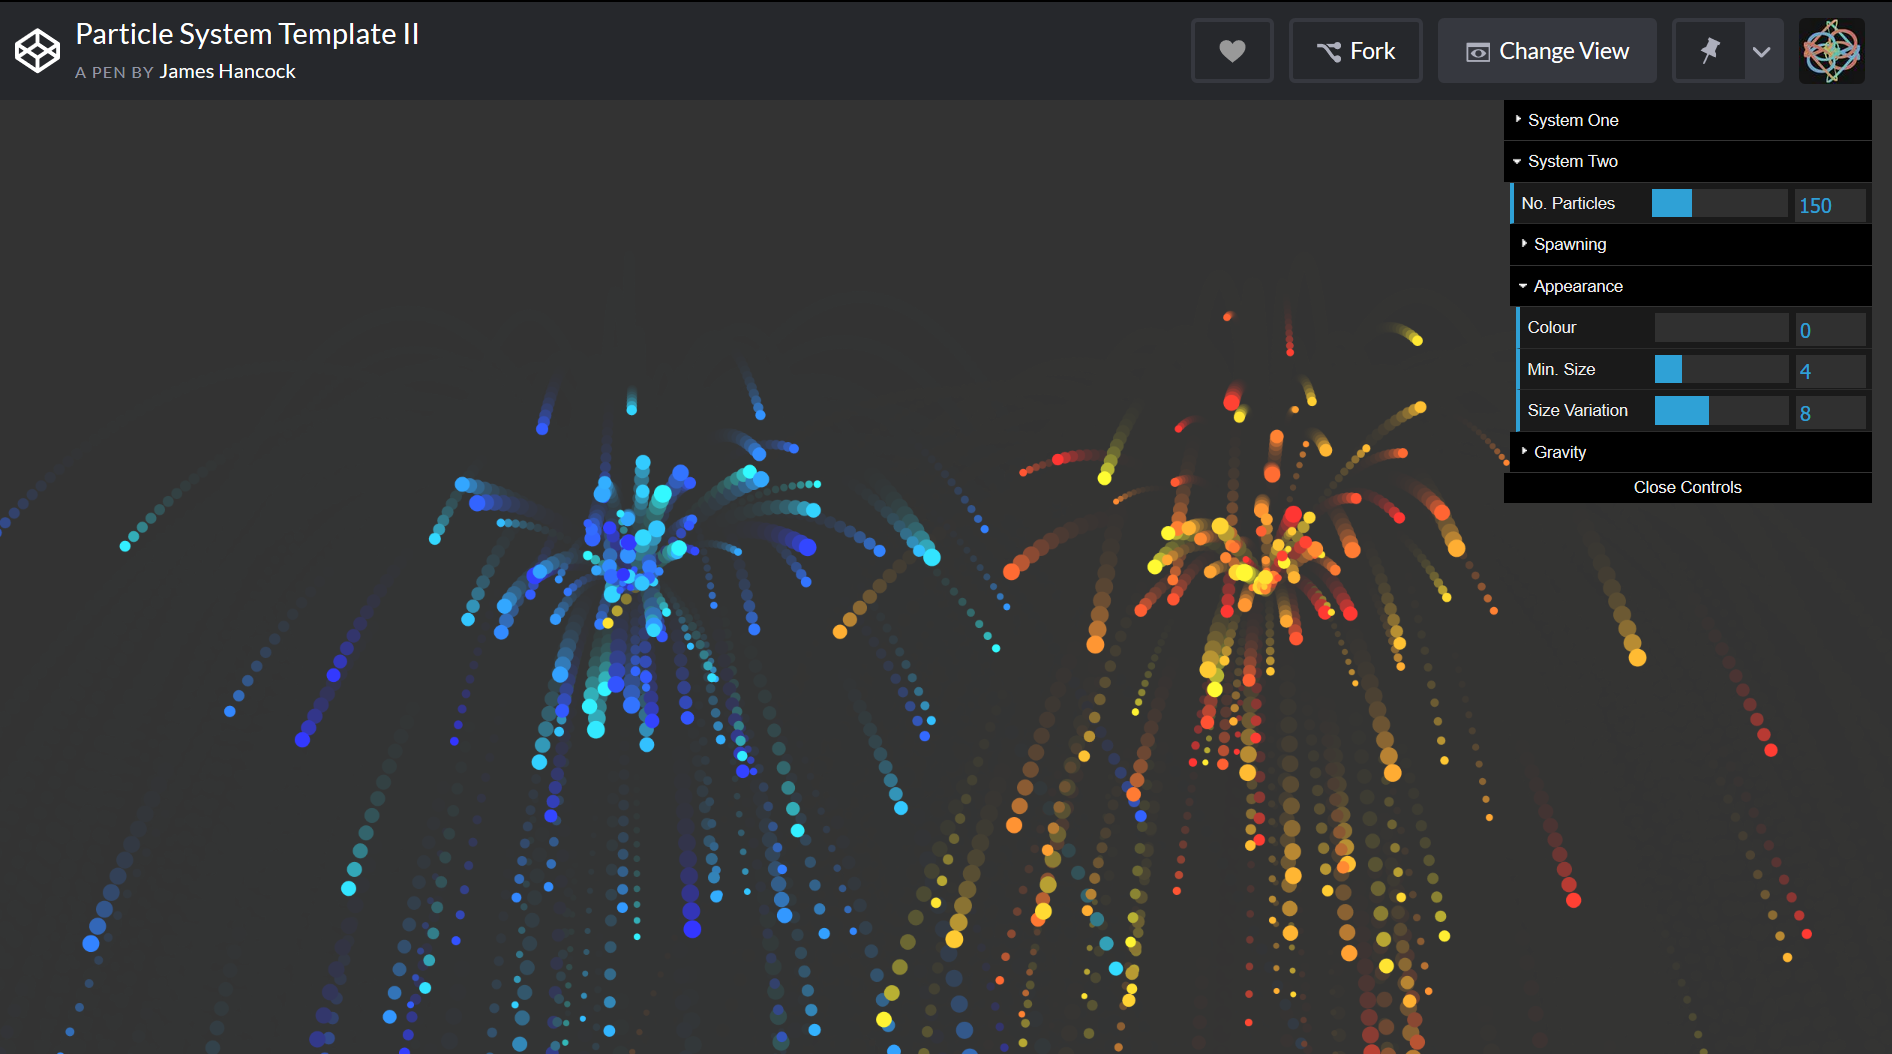 Particle System Template II
A PEN BY James Hancock
Fork
Change View
System One
System Two
No. Particles 150
Spawning
Appearance
Colour 0
Min. Size 4
Size Variation 8
Gravity
Close Controls